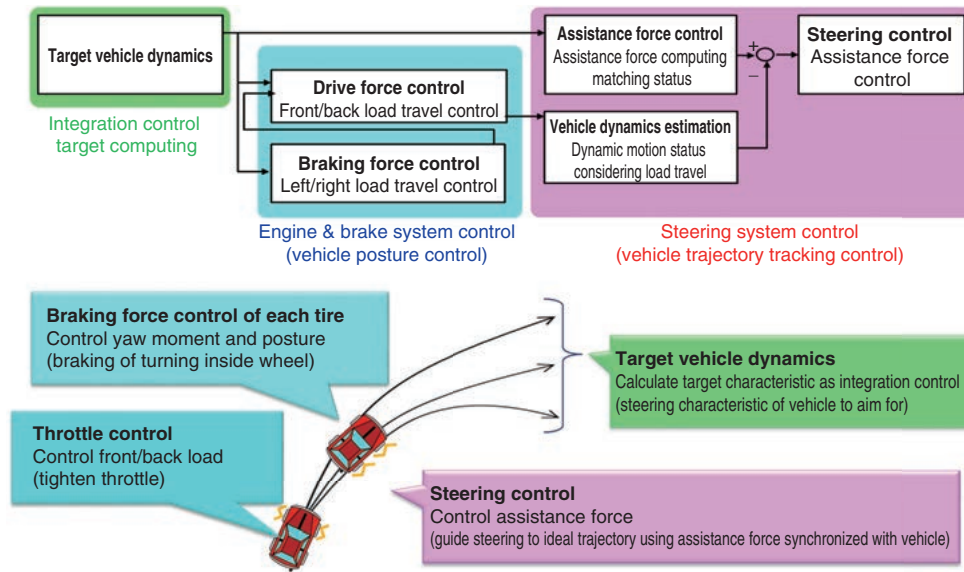 Target vehicle dynamics
Integration control
target computing
Drive force control
Front/back load travel control
Braking force control
Left/right load travel control
Engine & brake system control
(vehicle posture control)
Assistance force control
Assistance force computing
matching status
+
−
Steering control
Assistance force
control
Vehicle dynamics estimation
Dynamic motion status
considering load travel
Steering system control
(vehicle trajectory tracking control)
Braking force control of each tire
Control yaw moment and posture
(braking of turning inside wheel)
Target vehicle dynamics
Calculate target characteristic as integration control
(steering characteristic of vehicle to aim for)
Throttle control
Control front/back load
(tighten throttle)
Steering control
Control assistance force
(guide steering to ideal trajectory using assistance force synchronized with vehicle)